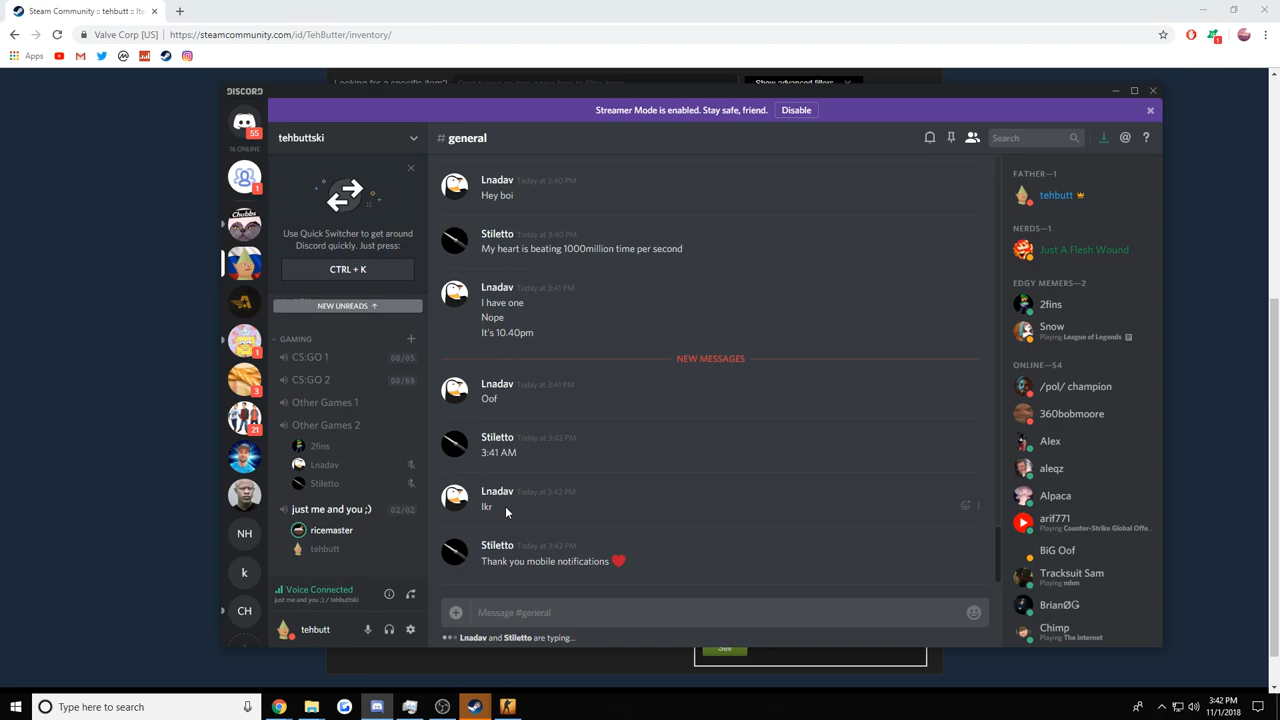 Steam Community :: tehbutt :: Ite
Valve Corp [US]
https://steamcommunity.com/id/TehButter/inventory/
1
Apps
Looking for a specific item?
Show advanced filters
DISCORD
Streamer Mode is enabled. Stay safe, friend.
Disable
55
16 ONLINE
1
Chubbs
1
3
21
NH
k
CH
tehbuttski
Use Quick Switcher to get around
Discord quickly. Just press:
CTRL + K
NEW UNREADS
GAMING
CS:GO 1
00/05
CS:GO 2
00/69
Other Games 1
Other Games 2
2fins
Lnadav
Stiletto
just me and you ;)
02/02
ricemaster
tehbutt
Voice Connected
just me and you ;) / tehbuttski
tehbutt
# general
Search
Lnadav Today at 3:40 PM
Hey boi
Stiletto Today at 3:40 PM
My heart is beating 1000million time per second
Lnadav Today at 3:41 PM
I have one
Nope
It's 10.40pm
NEW MESSAGES
Lnadav Today at 3:41 PM
Oof
Stiletto Today at 3:42 PM
3:41 AM
Lnadav Today at 3:42 PM
Ikr
Stiletto Today at 3:42 PM
Thank you mobile notifications
Message #general
Lnadav and Stiletto are typing...
FATHER—1
tehbutt
NERDS—1
Just A Flesh Wound
EDGY MEMERS—2
2fins
Snow
Playing League of Legends
ONLINE—54
/pol/ champion
360bobmoore
Alex
aleqz
Alpaca
arif771
Playing Counter-Strike Global Offe...
BiG Oof
Tracksuit Sam
Playing mhm
BrianØG
Chimp
Playing The Internet
Sell
Type here to search
3:42 PM
11/1/2018